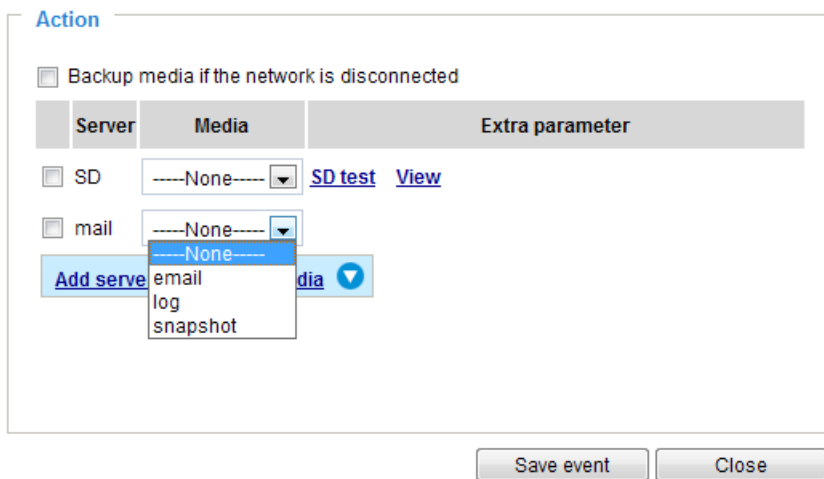 Action
Backup media if the network is disconnected
Server Media Extra parameter
SD -----None----- SD test View
mail -----None-----
-----None-----
Add serve dia
email
log
snapshot
Save event Close